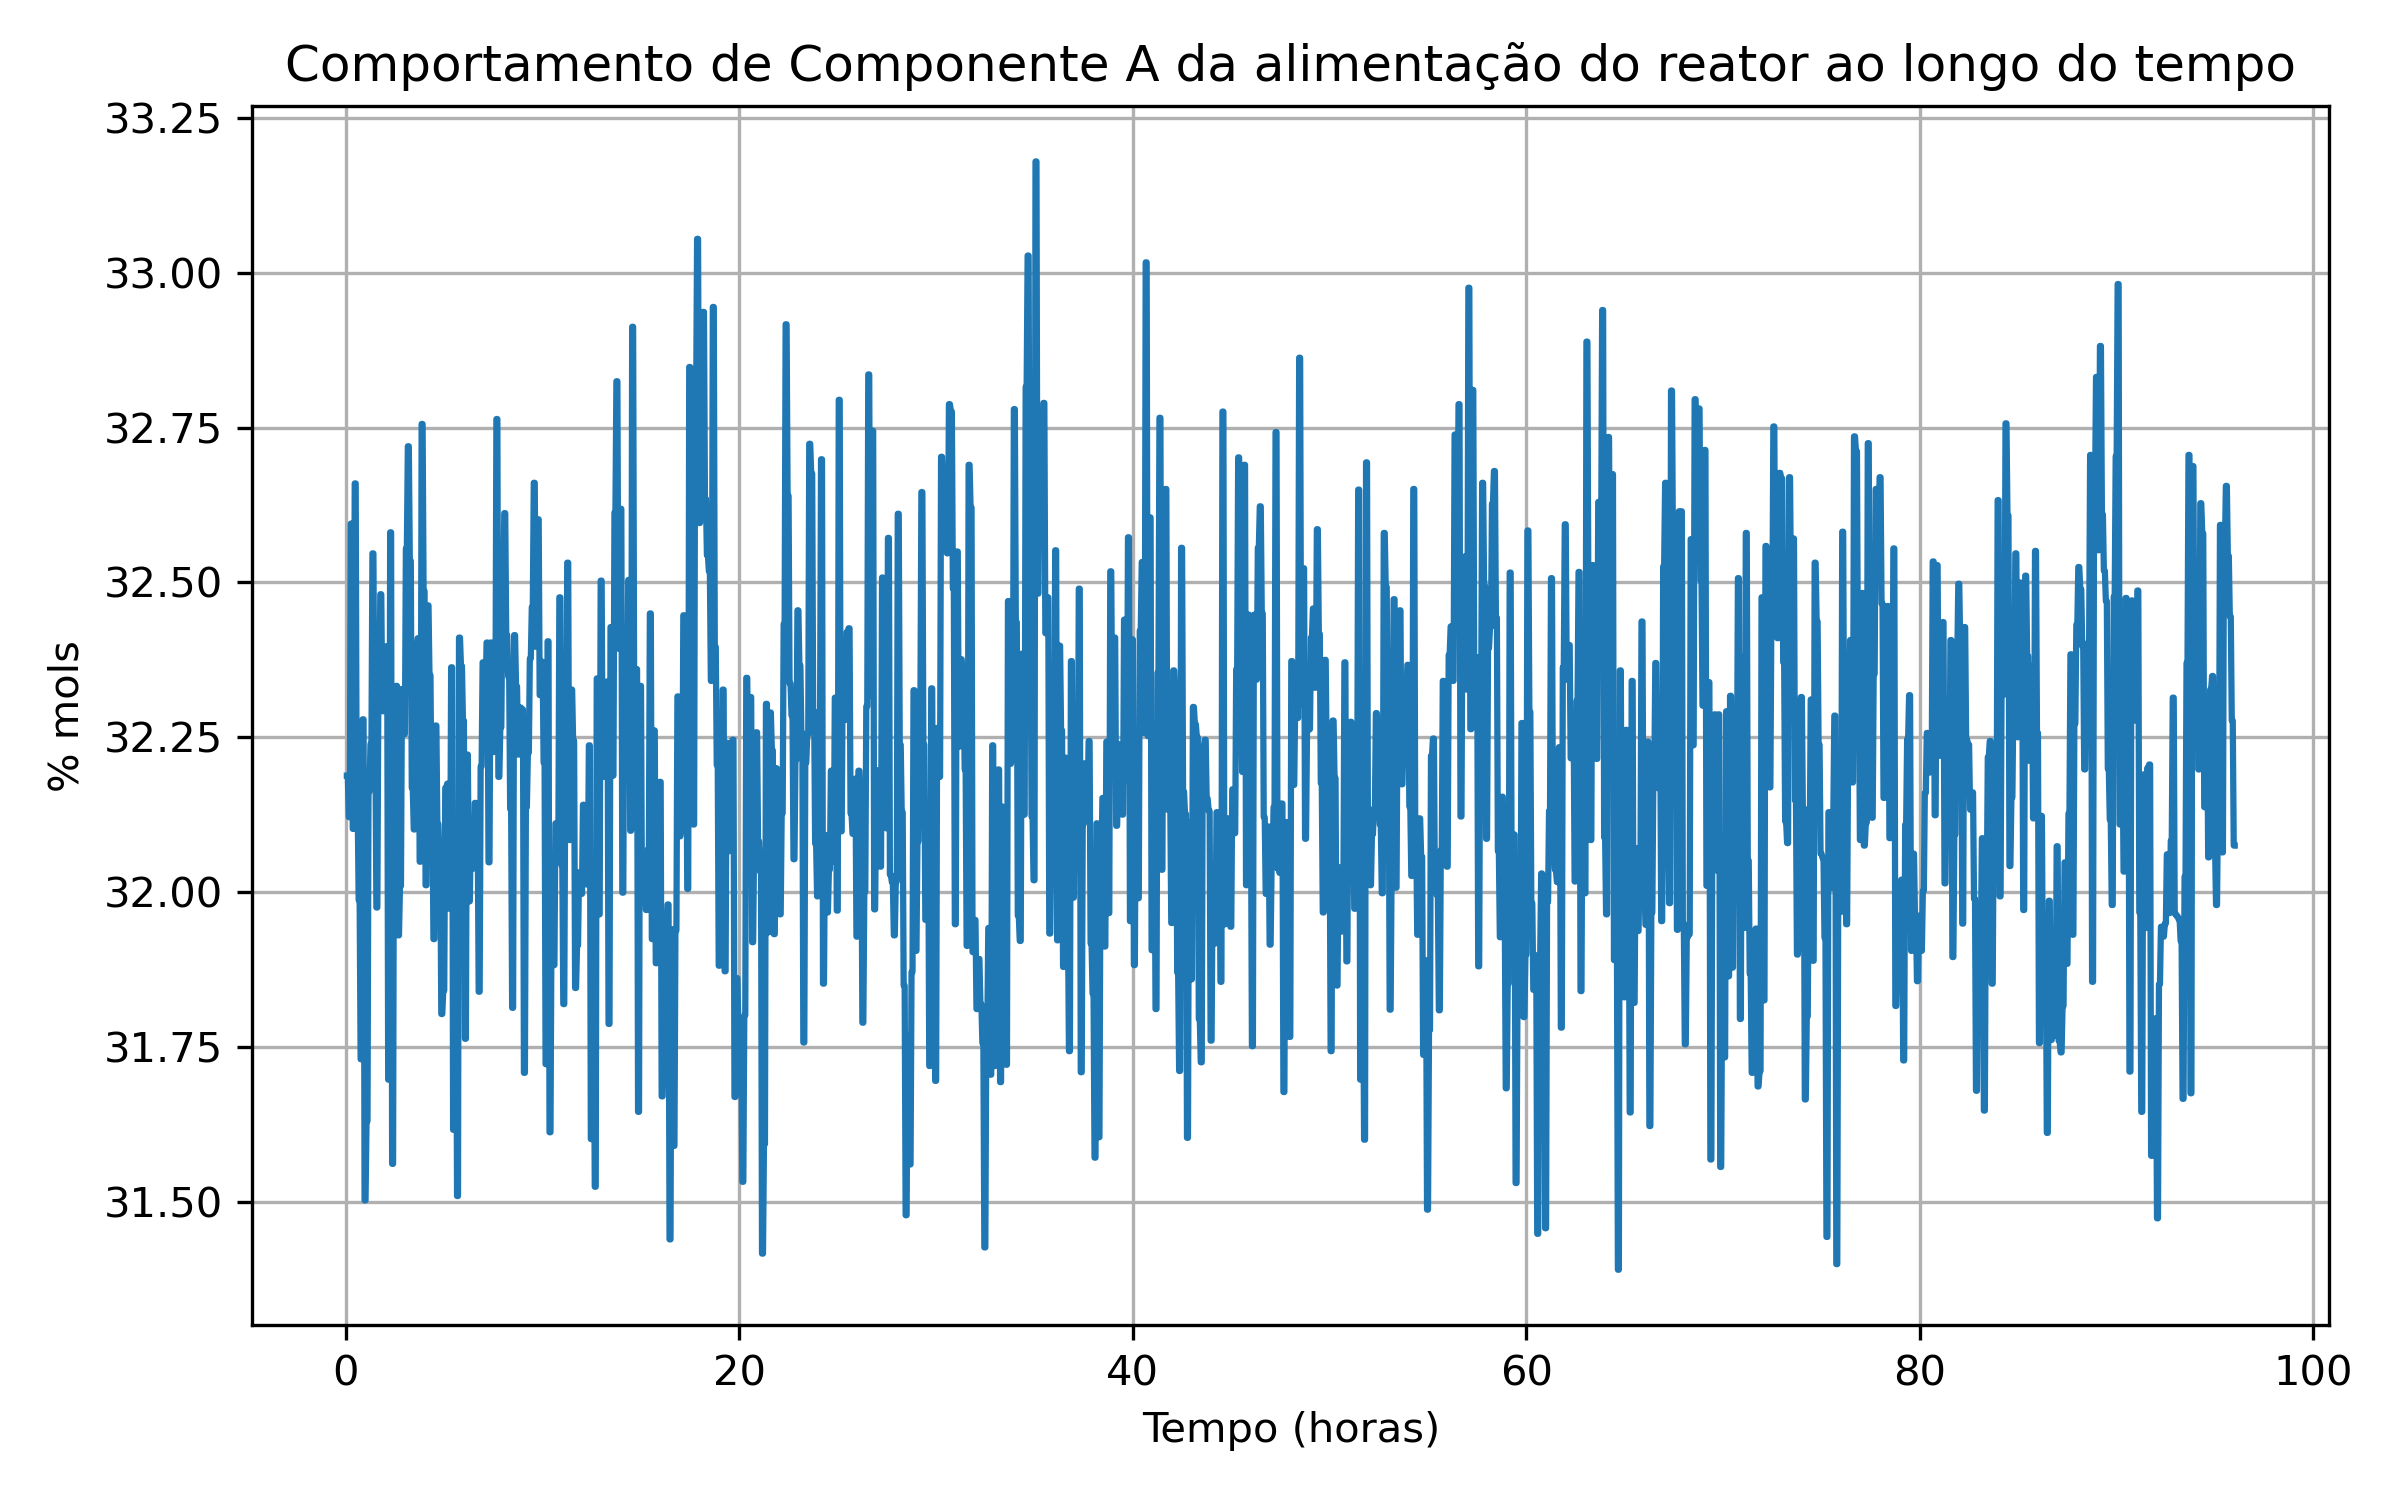 Comportamento de Componente A da alimentação do reator ao longo do tempo
33.25
33.00
32.75
32.50
32.25
32.00
31.75
31.50
% mols
0 20 40 60 80 100
Tempo (horas)